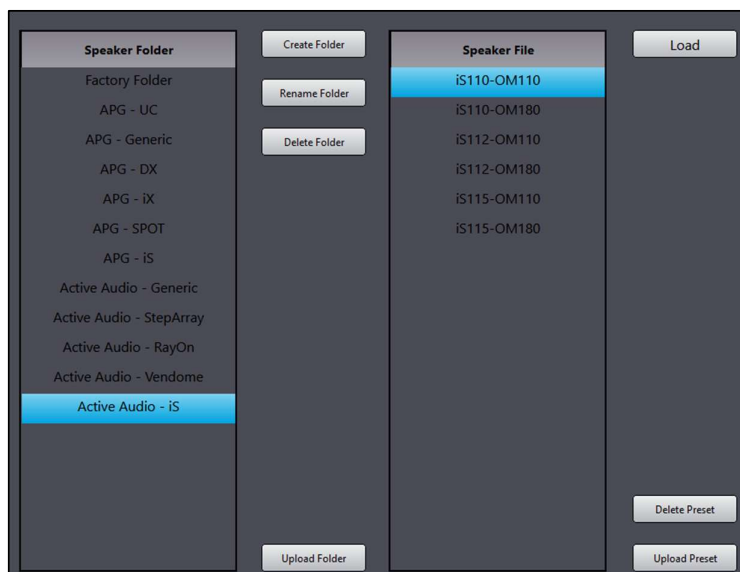 Speaker Folder
Factory Folder
APG - UC
APG - Generic
APG - DX
APG - iX
APG - SPOT
APG - iS
Active Audio - Generic
Active Audio - StepArray
Active Audio - RayOn
Active Audio - Vendome
Active Audio - iS
Create Folder
Rename Folder
Delete Folder
Upload Folder
Speaker File
iS110-OM110
iS110-OM180
iS112-OM110
iS112-OM180
iS115-OM110
iS115-OM180
Load
Delete Preset
Upload Preset